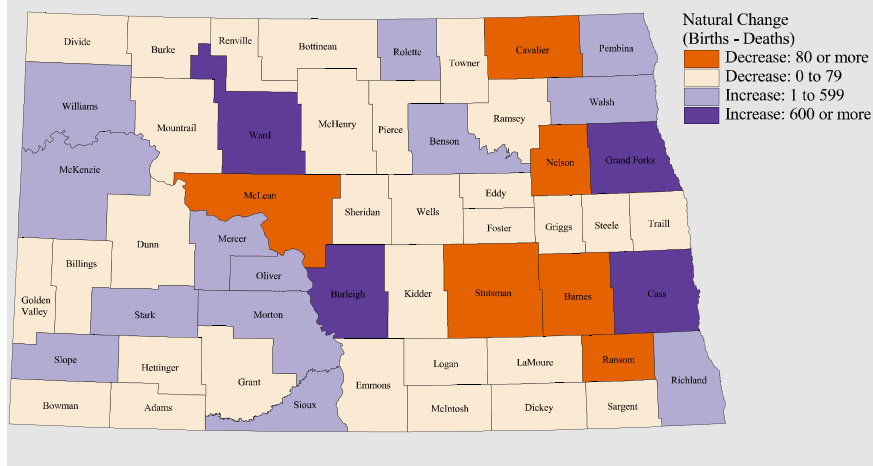 Natural Change
(Births - Deaths)
Decrease: 80 or more
Decrease: 0 to 79
Increase: 1 to 599
Increase: 600 or more
Divide
Burke
Renville
Bottineau
Rolette
Towner
Cavalier
Pembina
Williams
Mountrail
Ward
McHenry
Pierce
Benson
Ramsey
Walsh
McKenzie
Nelson
Grand Forks
McLean
Sheridan
Wells
Eddy
Foster
Griggs
Steele
Traill
Dunn
Mercer
Billings
Oliver
Golden
Valley
Burleigh
Kidder
Stutsman
Barnes
Cass
Stark
Morton
Slope
Hettinger
Grant
Emmons
Logan
LaMoure
Ransom
Richland
Bowman
Adams
Sioux
McIntosh
Dickey
Sargent